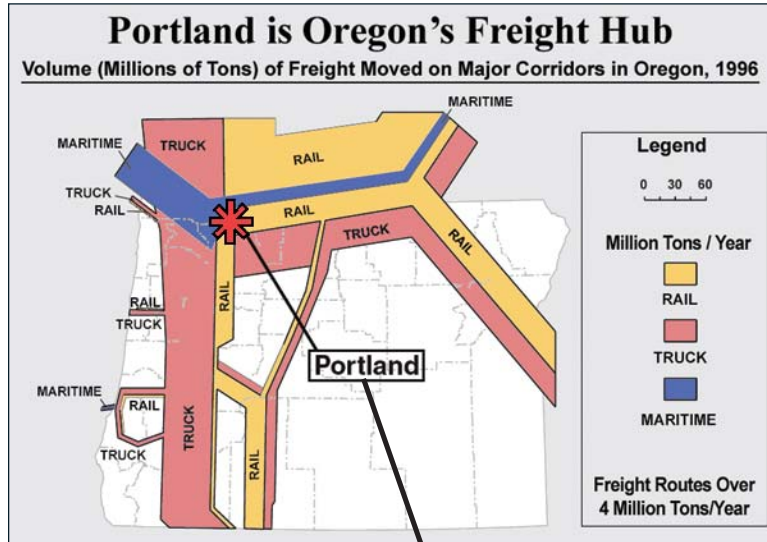 Portland is Oregon's Freight Hub
Volume (Millions of Tons) of Freight Moved on Major Corridors in Oregon, 1996
MARITIME
TRUCK
MARITIME
RAIL
TRUCK
RAIL
RAIL
TRUCK
RAIL
RAIL
RAIL
TRUCK
Portland
MARITIME
RAIL
TRUCK
TRUCK
RAIL
Legend
0 30 60
Million Tons / Year
RAIL
TRUCK
MARITIME
Freight Routes Over
4 Million Tons/Year